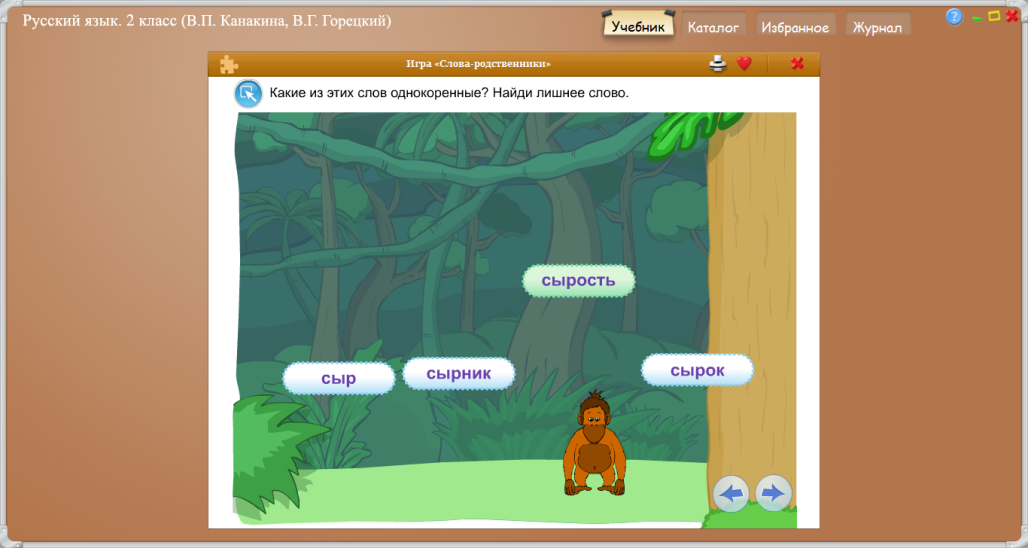 Русский язык. 2 класс (В.П. Канакина, В.Г. Горецкий)
Учебник Каталог Избранное Журнал
Игра «Слова-родственники»
Какие из этих слов однокоренные? Найди лишнее слово.
сырость
сыр сырник сырок